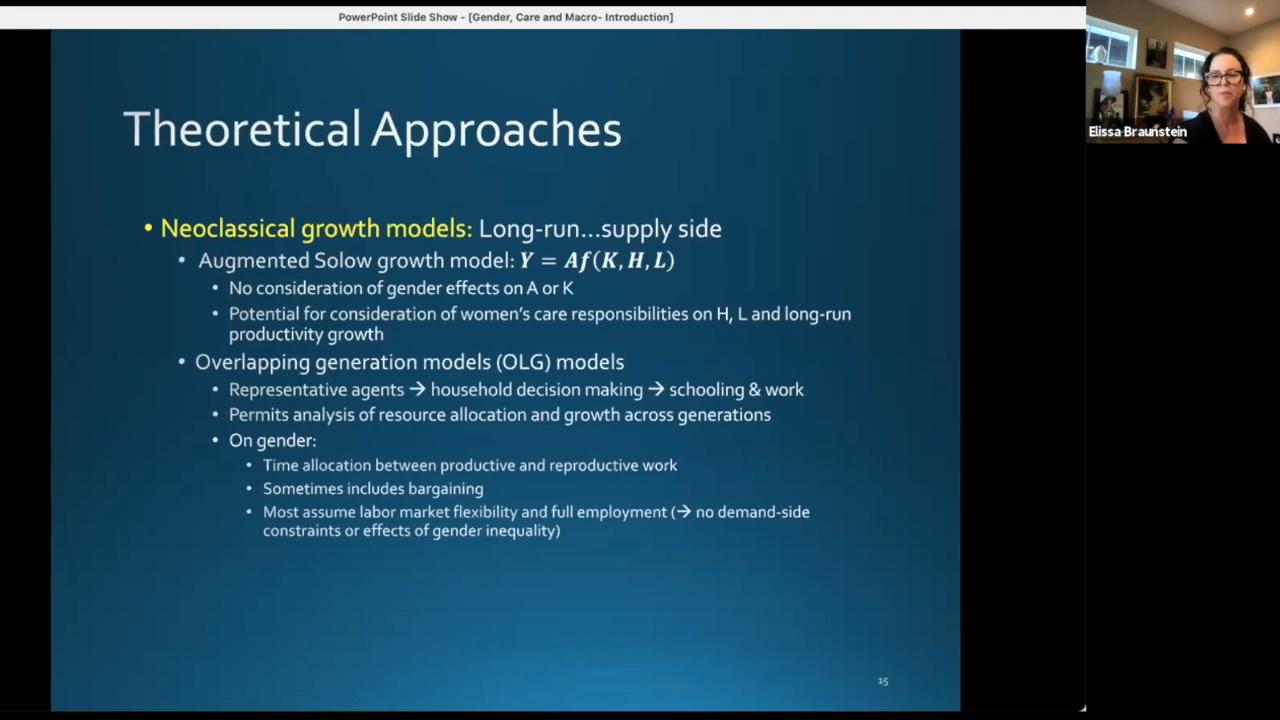 PowerPoint Slide Show - [Gender, Care and Macro- Introduction]
Theoretical Approaches
• Neoclassical growth models: Long-run...supply side
• Augmented Solow growth model: Y = Af(K, H, L)
• No consideration of gender effects on A or K
• Potential for consideration of women's care responsibilities on H, L and long-run
productivity growth
• Overlapping generation models (OLG) models
• Representative agents → household decision making → schooling & work
• Permits analysis of resource allocation and growth across generations
• On gender:
• Time allocation between productive and reproductive work
• Sometimes includes bargaining
• Most assume labor market flexibility and full employment (→ no demand-side
constraints or effects of gender inequality)
15
Elissa Braunstein